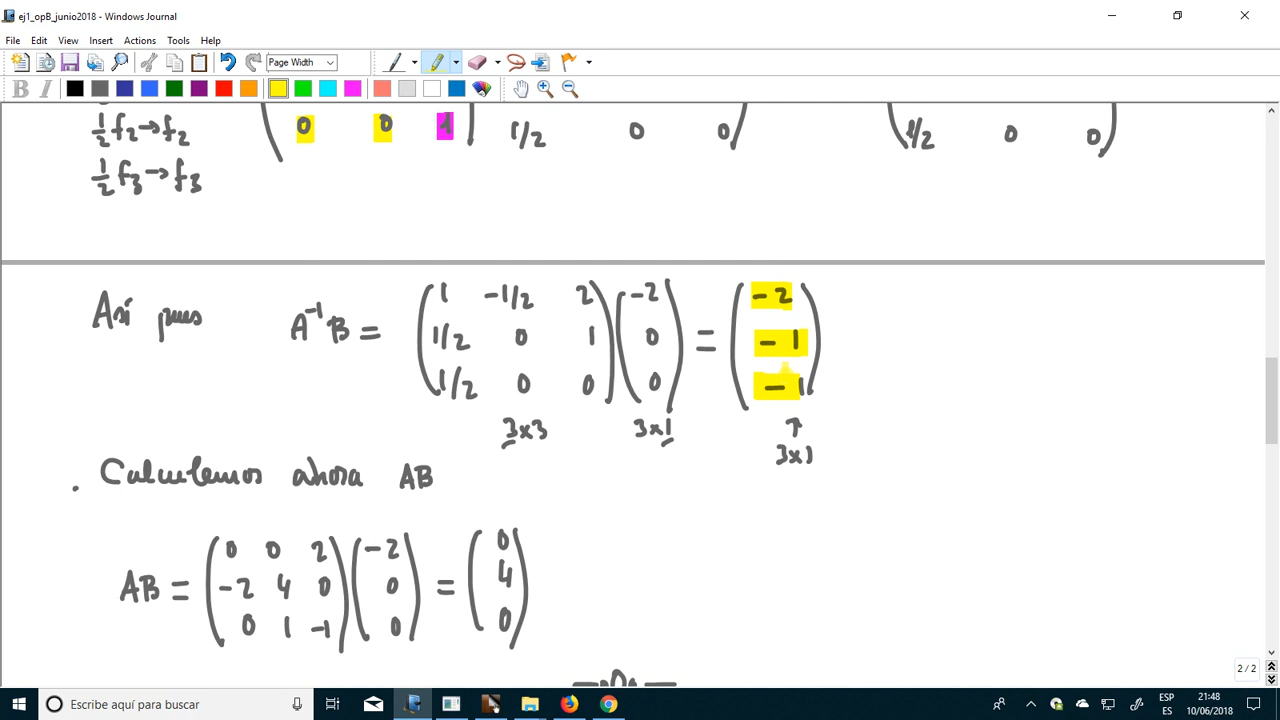 ej1_opB_junio2018 - Windows Journal
File Edit View Insert Actions Tools Help
Page Width
B I
½f₂→f₂ ( 0 0 1 | 1/2 0 0 ) ( 1/2 0 0 )
½f₃→f₃
Así pues A⁻¹B = ( 1 -1/2 2 ) ( -2 ) = ( -2 )
( 1/2 0 1 ) ( 0 ) ( -1 )
( 1/2 0 0 ) ( 0 ) ( -1 )
3x3 3x1 ↑
3x1
. Calculemos ahora AB
AB = ( 0 0 2 ) ( -2 ) = ( 0 )
( -2 4 0 ) ( 0 ) ( 4 )
( 0 1 -1 ) ( 0 ) ( 0 )
2 / 2
Escribe aquí para buscar
ESP
ES
21:48
10/06/2018